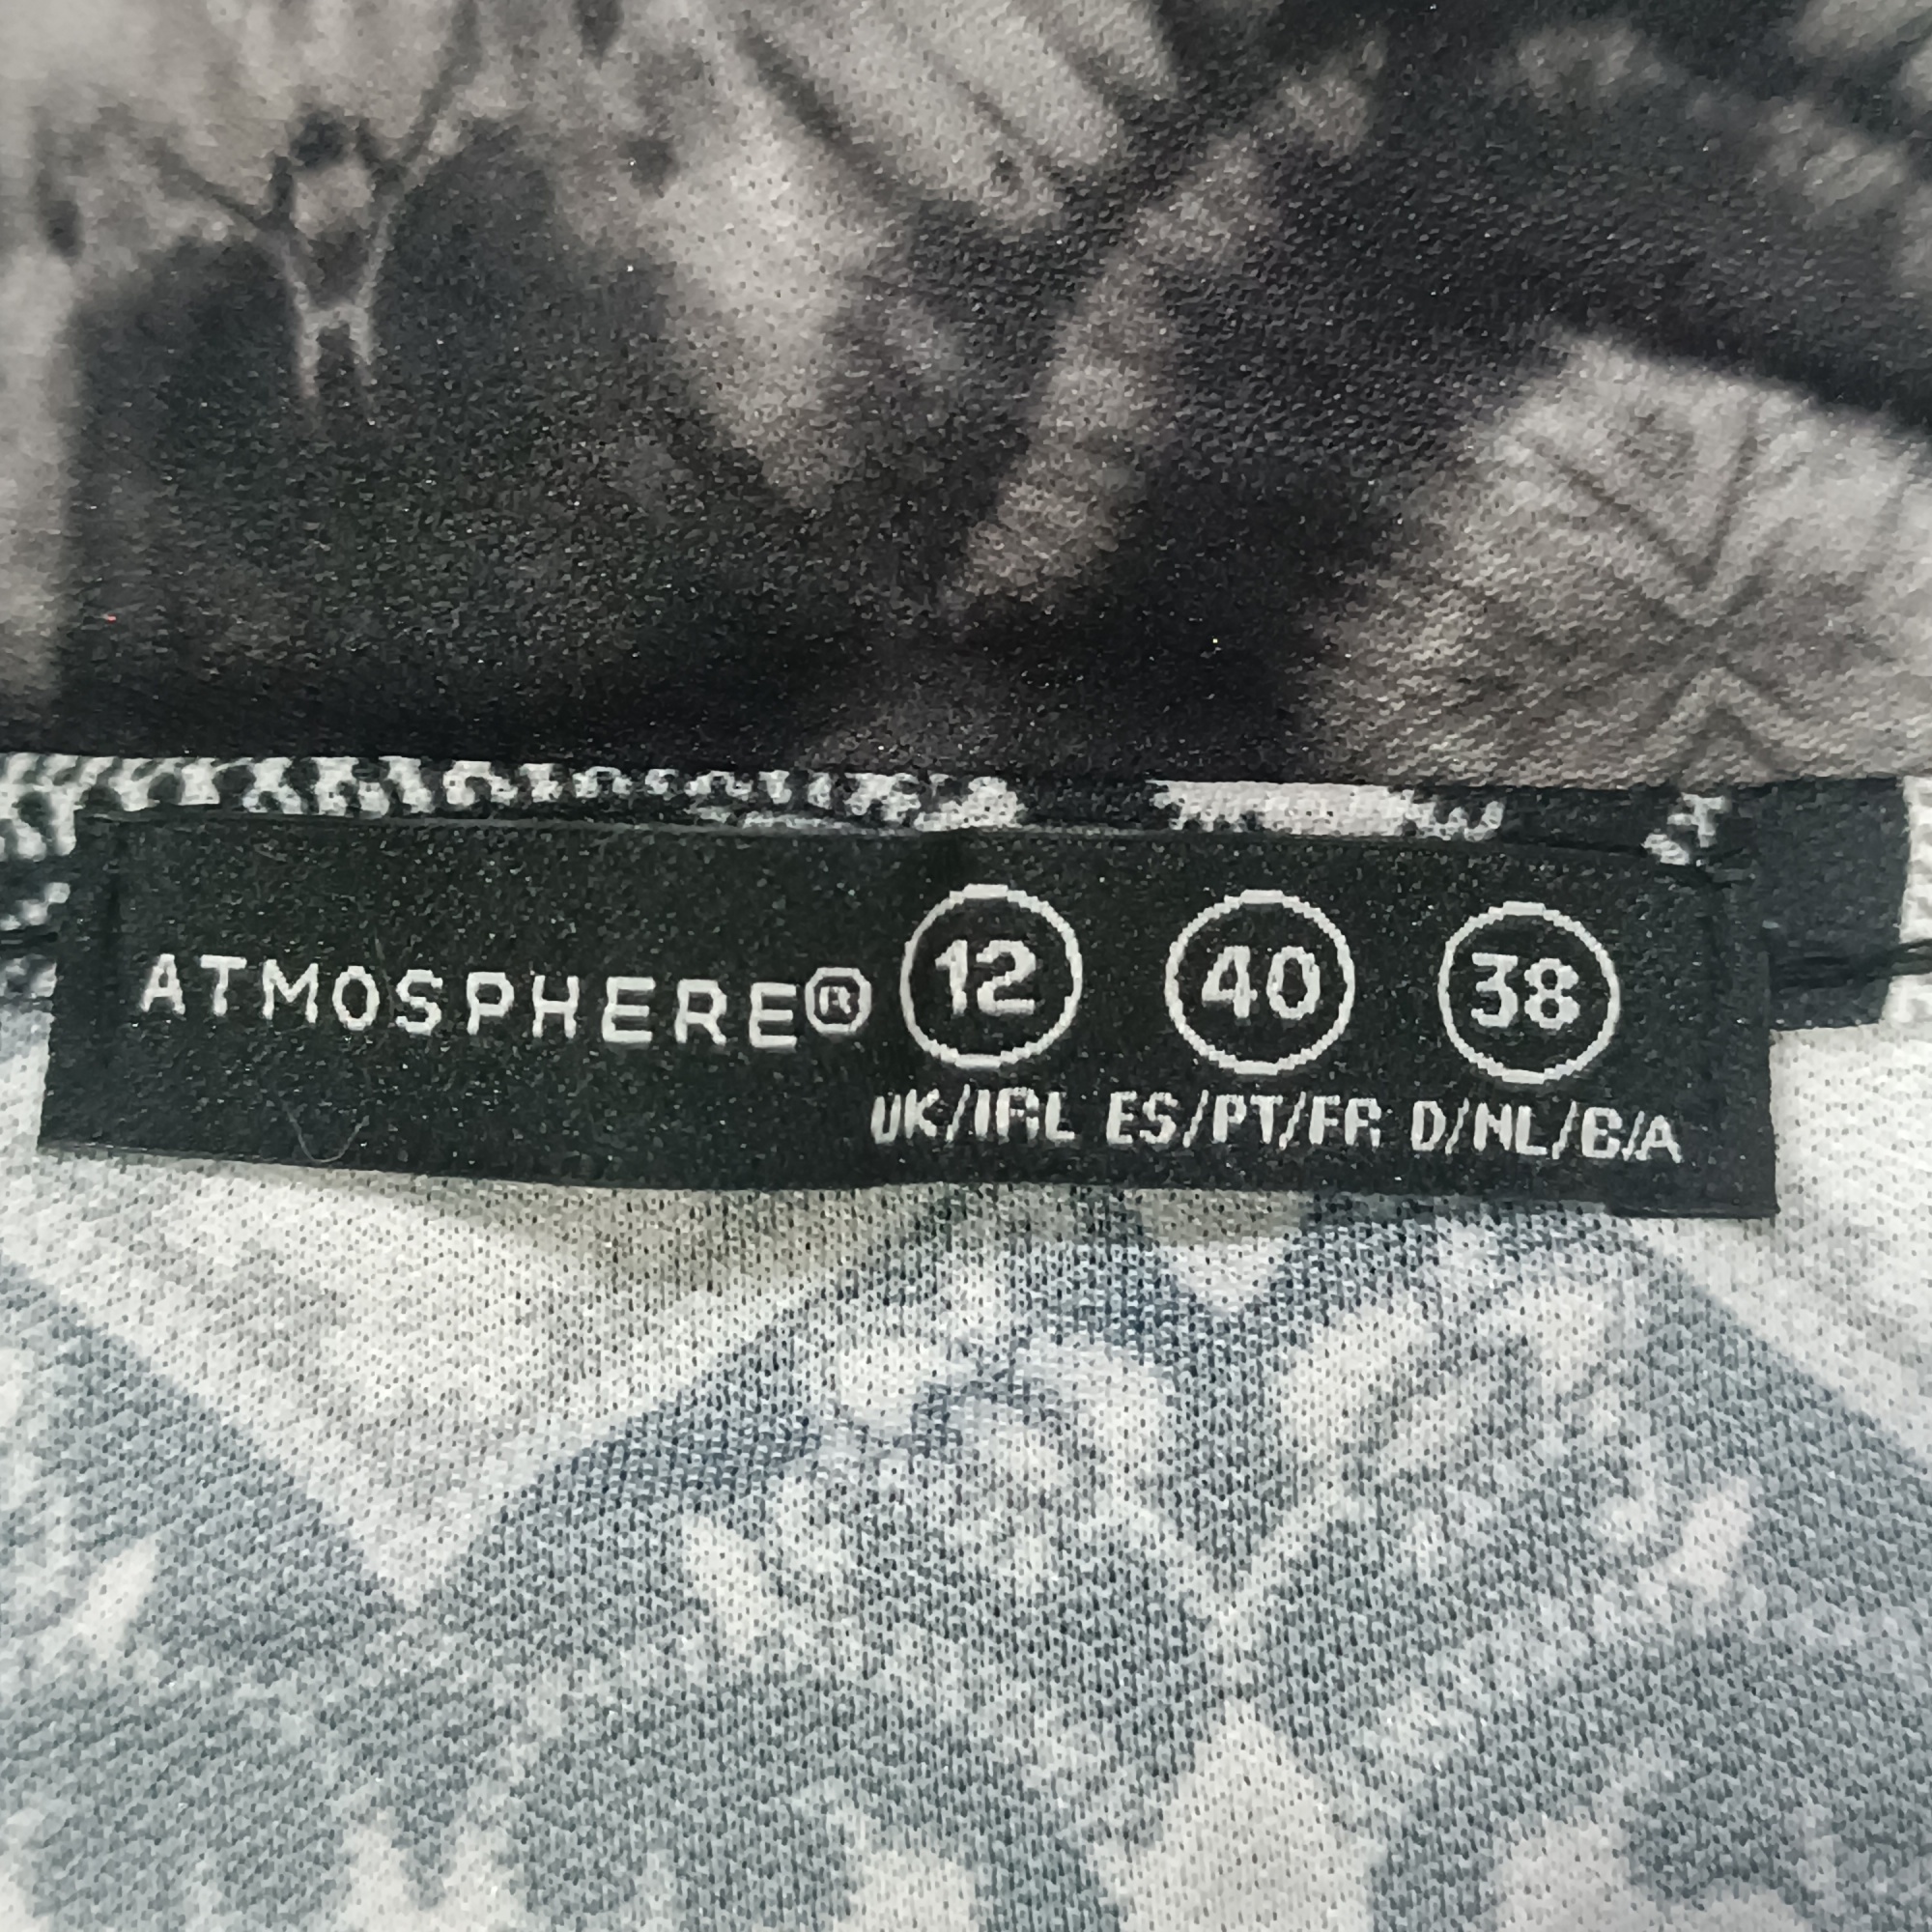 ATMOSPHERE® 12 40 38
UK/IRL ES/PT/FR D/NL/B/A